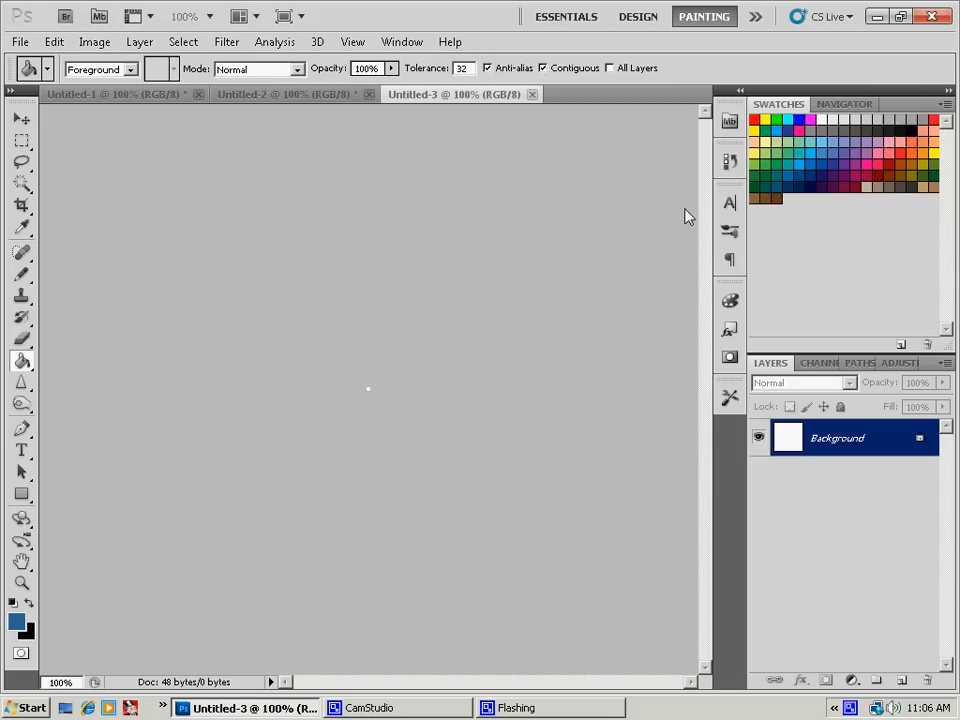 Ps Br Mb 100% ESSENTIALS DESIGN PAINTING CS Live
File Edit Image Layer Select Filter Analysis 3D View Window Help
Foreground Mode: Normal Opacity: 100% Tolerance: 32 Anti-alias Contiguous All Layers
Untitled-1 @ 100% (RGB/8) * Untitled-2 @ 100% (RGB/8) * Untitled-3 @ 100% (RGB/8)
SWATCHES NAVIGATOR
Mb
LAYERS CHANN PATHS ADJUSTI
Normal Opacity: 100%
Lock: Fill: 100%
Background
100% Doc: 48 bytes/0 bytes
Start Untitled-3 @ 100% (R... CamStudio Flashing 11:06 AM